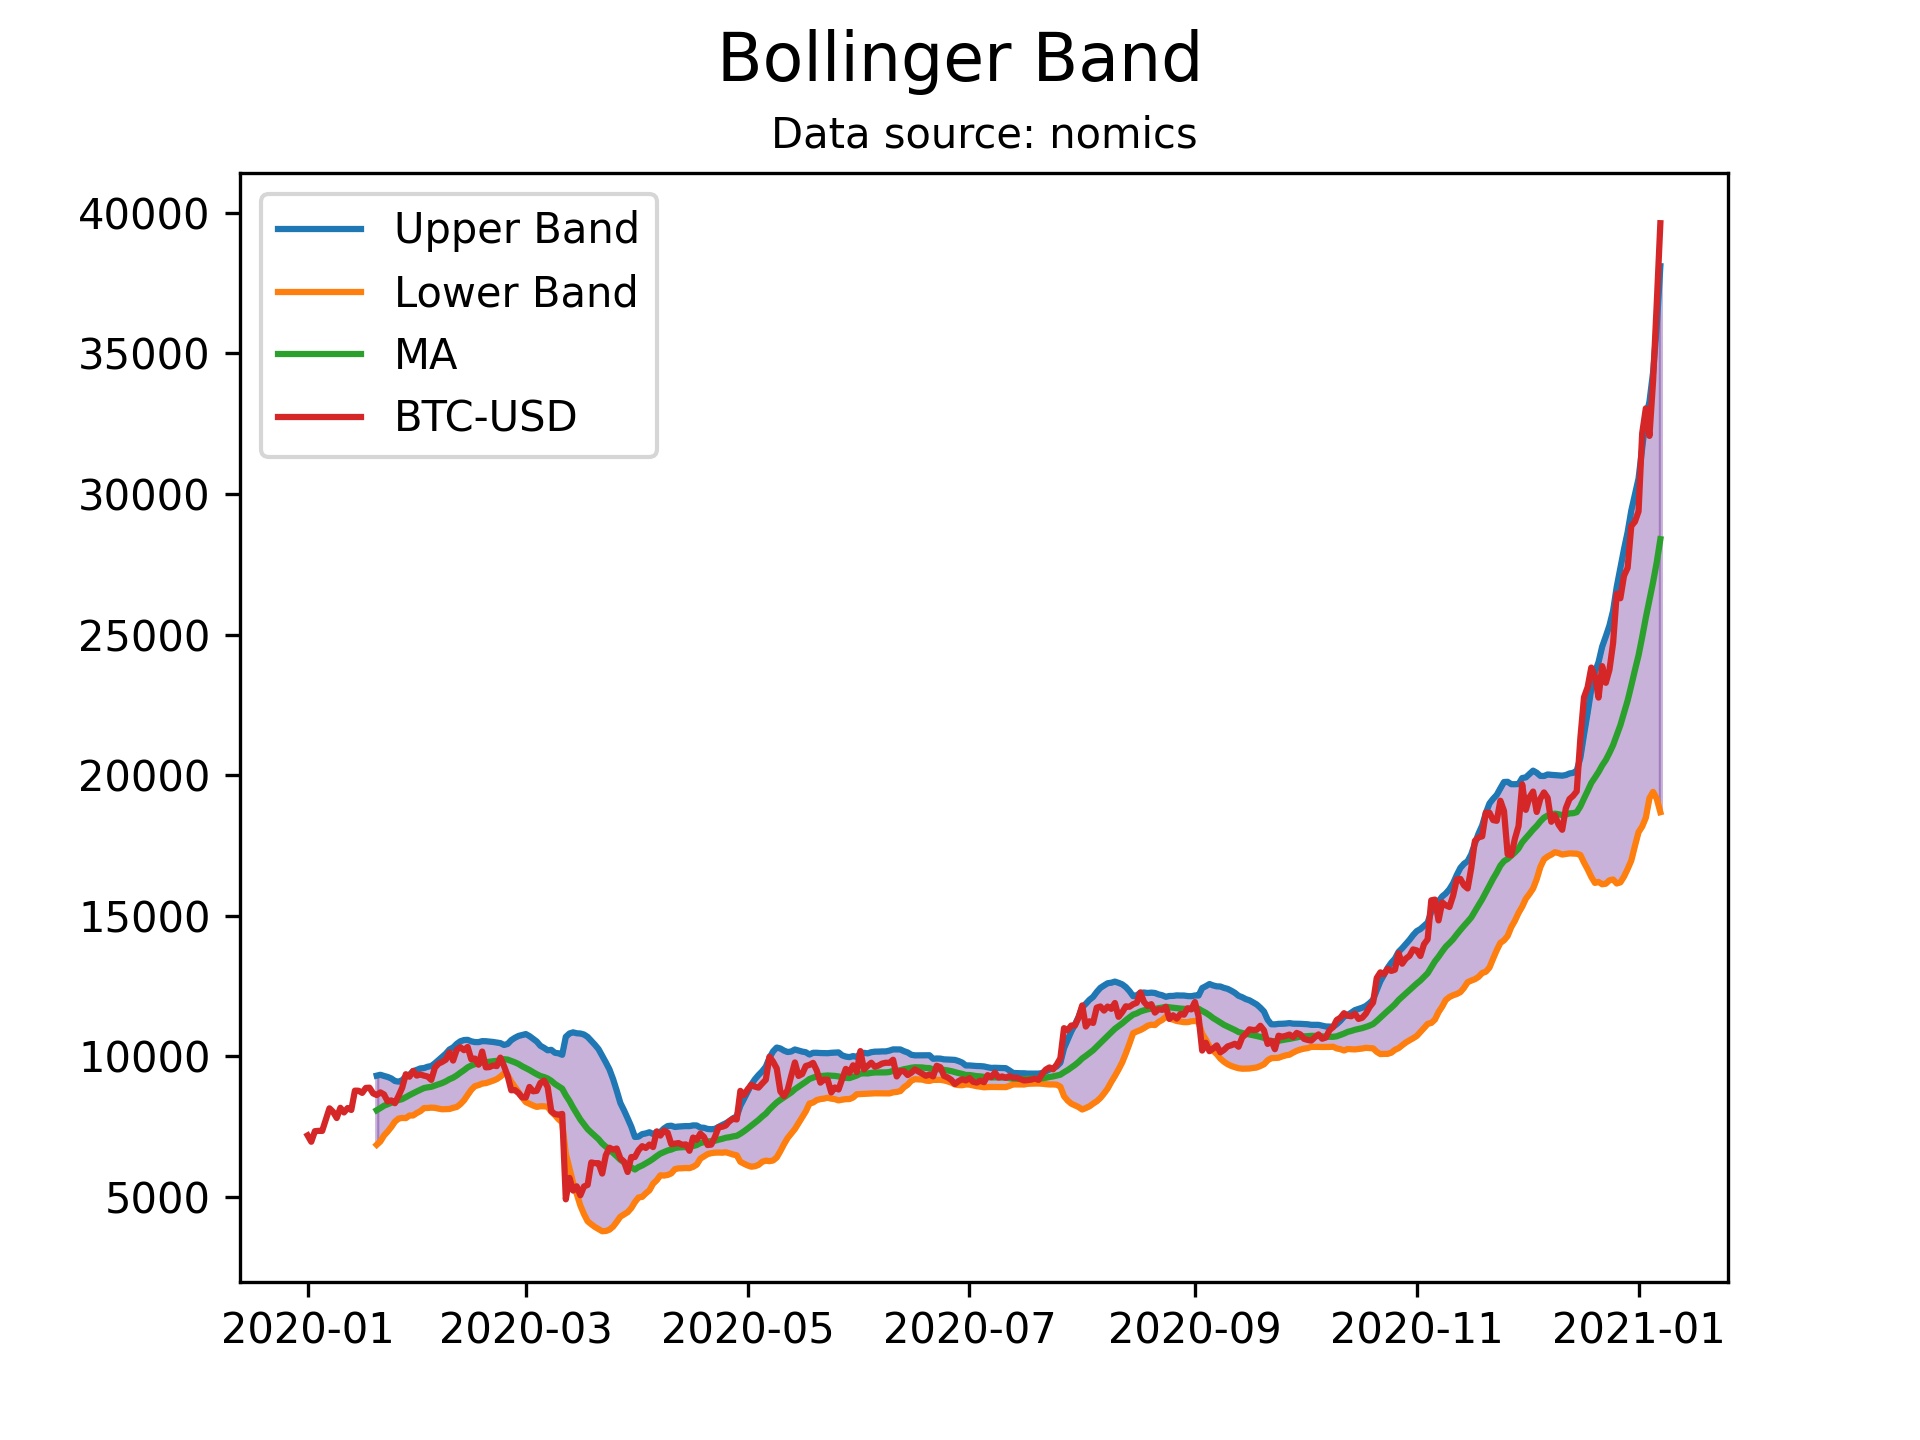 Bollinger Band
Data source: nomics
Upper Band
Lower Band
MA
BTC-USD
40000
35000
30000
25000
20000
15000
10000
5000
2020-01 2020-03 2020-05 2020-07 2020-09 2020-11 2021-01